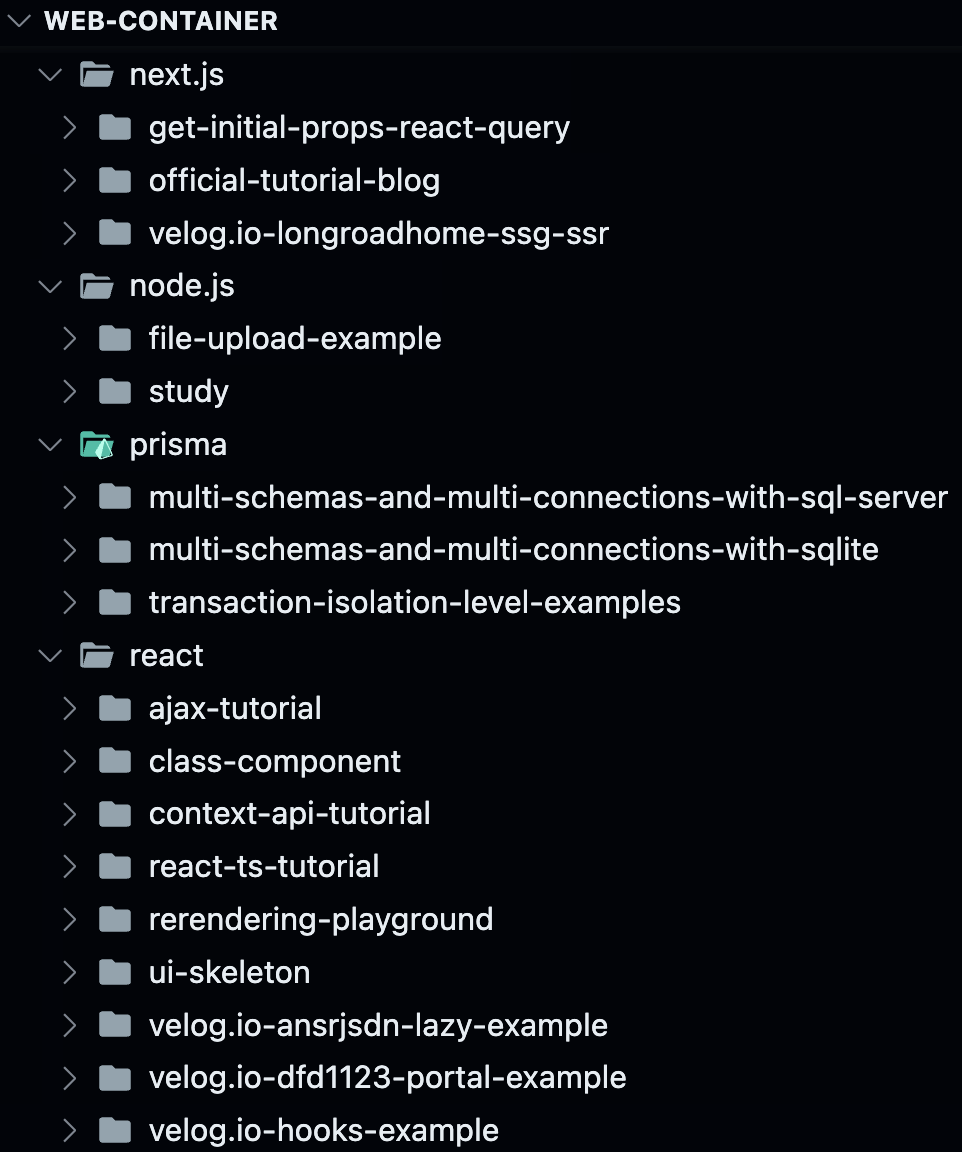 WEB-CONTAINER
next.js
get-initial-props-react-query
official-tutorial-blog
velog.io-longroadhome-ssg-ssr
node.js
file-upload-example
study
prisma
multi-schemas-and-multi-connections-with-sql-server
multi-schemas-and-multi-connections-with-sqlite
transaction-isolation-level-examples
react
ajax-tutorial
class-component
context-api-tutorial
react-ts-tutorial
rerendering-playground
ui-skeleton
velog.io-ansrjsdn-lazy-example
velog.io-dfd1123-portal-example
velog.io-hooks-example